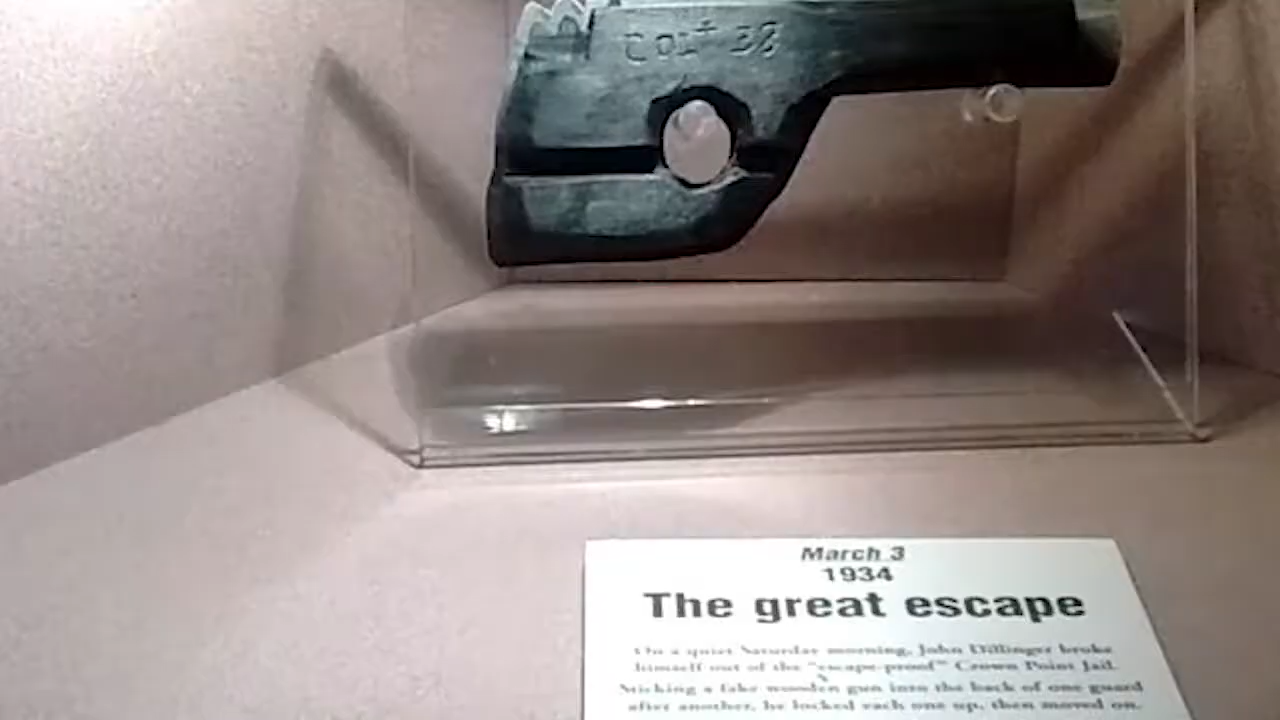 Colt 38
March 3
1934
The great escape
On a quiet Saturday morning, John Dillinger broke
himself out of the "escape-proof" Crown Point Jail.
Sticking a fake wooden gun into the back of one guard
after another, he locked each one up, then moved on.